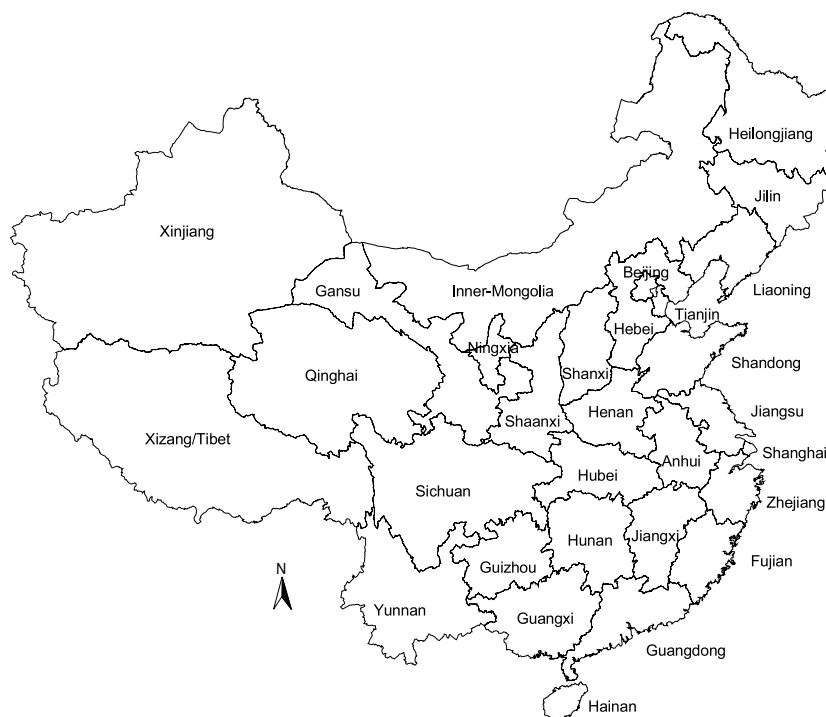 Heilongjiang
Jilin
Xinjiang
Beijing
Liaoning
Gansu
Inner-Mongolia
Tianjin
Hebei
Ningxia
Shandong
Qinghai
Shanxi
Jiangsu
Henan
Shaanxi
Xizang/Tibet
Shanghai
Anhui
Hubei
Sichuan
Zhejiang
Hunan
Jiangxi
Fujian
Guizhou
N
Yunnan
Guangxi
Guangdong
Hainan